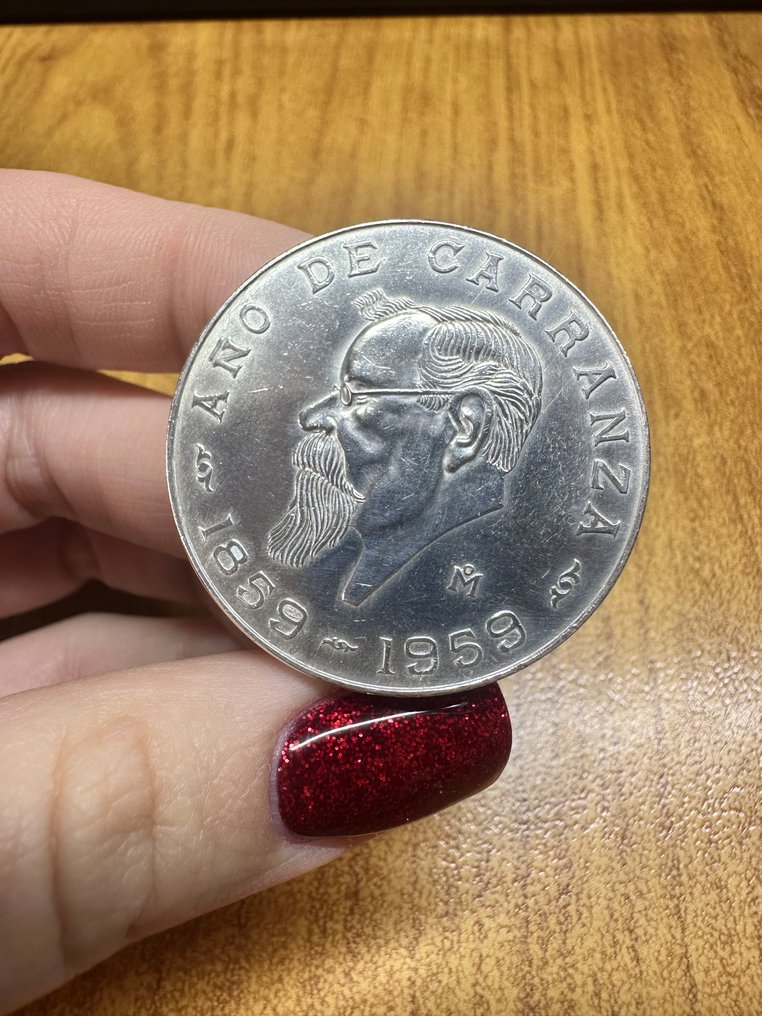 AÑO DE CARRANZA
1859 ~ 1959
Mº